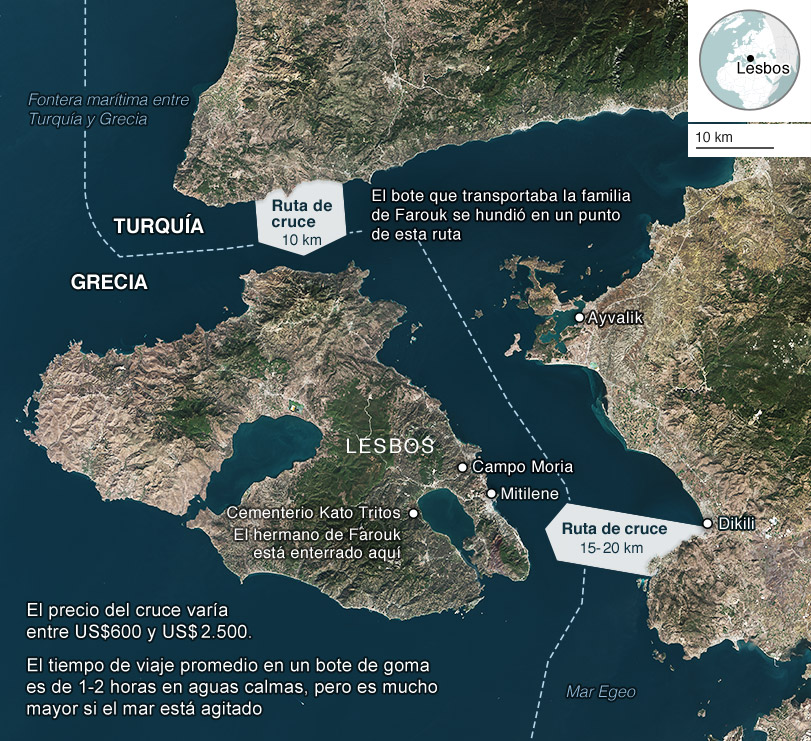 Lesbos
10 km
Fontera marítima entre
Turquía y Grecia
TURQUÍA
GRECIA
Ruta de
cruce
10 km
El bote que transportaba la familia
de Farouk se hundió en un punto
de esta ruta
Ayvalik
LESBOS
Campo Moria
Mitilene
Cementerio Kato Tritos
El hermano de Farouk
está enterrado aquí
Ruta de cruce
15-20 km
Dikili
El precio del cruce varía
entre US$600 y US$2.500.
El tiempo de viaje promedio en un bote de goma
es de 1-2 horas en aguas calmas, pero es mucho
mayor si el mar está agitado
Mar Egeo